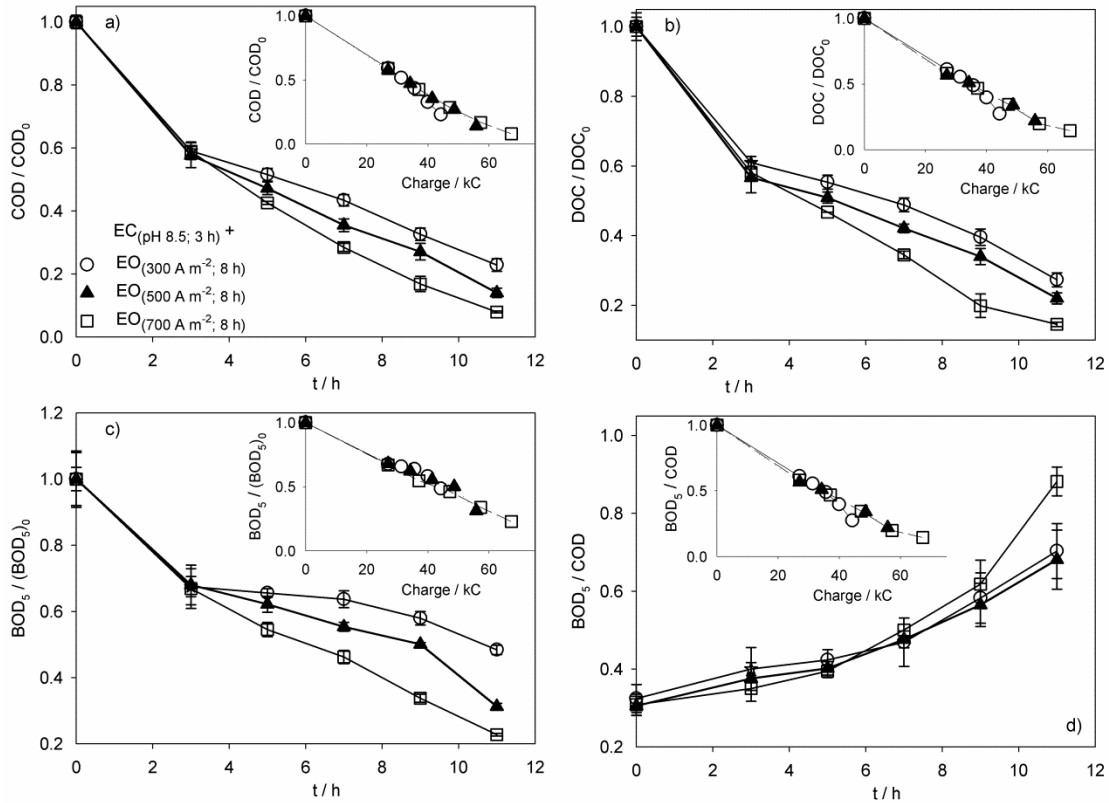 a)
COD / COD0
1.0
0.8
0.6
0.4
0.2
0.0
0 2 4 6 8 10 12
t / h
EC(pH 8.5; 3 h) +
EO(300 A m-2; 8 h)
EO(500 A m-2; 8 h)
EO(700 A m-2; 8 h)
COD / COD0
1.0
0.5
0.0
0 20 40 60
Charge / kC
b)
DOC / DOC0
1.0
0.8
0.6
0.4
0.2
0 2 4 6 8 10 12
t / h
DOC / DOC0
1.0
0.5
0.0
0 20 40 60
Charge / kC
c)
BOD5 / (BOD5)0
1.2
1.0
0.8
0.6
0.4
0.2
0 2 4 6 8 10 12
t / h
BOD5 / (BOD5)0
1.0
0.5
0.0
0 20 40 60
Charge / kC
d)
BOD5 / COD
1.0
0.8
0.6
0.4
0.2
0 2 4 6 8 10 12
t / h
BOD5 / COD
1.0
0.5
0.0
0 20 40 60
Charge / kC